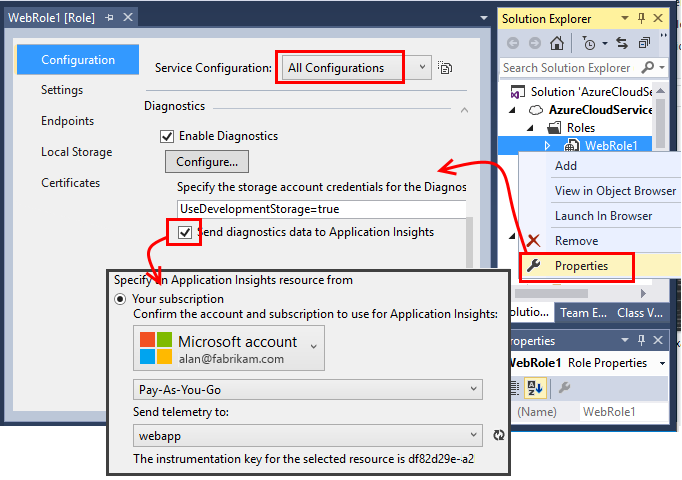 WebRole1 [Role]
Configuration
Settings
Endpoints
Local Storage
Certificates
Service Configuration:
All Configurations
Diagnostics
Enable Diagnostics
Configure...
Specify the storage account credentials for the Diagnos
UseDevelopmentStorage=true
Send diagnostics data to Application Insights
Specify an Application Insights resource from
Your subscription
Confirm the account and subscription to use for Application Insights:
Microsoft account
alan@fabrikam.com
Pay-As-You-Go
Send telemetry to:
webapp
The instrumentation key for the selected resource is df82d29e-a2
Solution Explorer
Search Solution Explorer
Solution 'AzureCloudSe
AzureCloudService
Roles
WebRole1
Add
View in Object Browser
Launch In Browser
Remove
Properties
Team E...
Class V...
WebRole1 Role Properties
(Name)
WebRole1